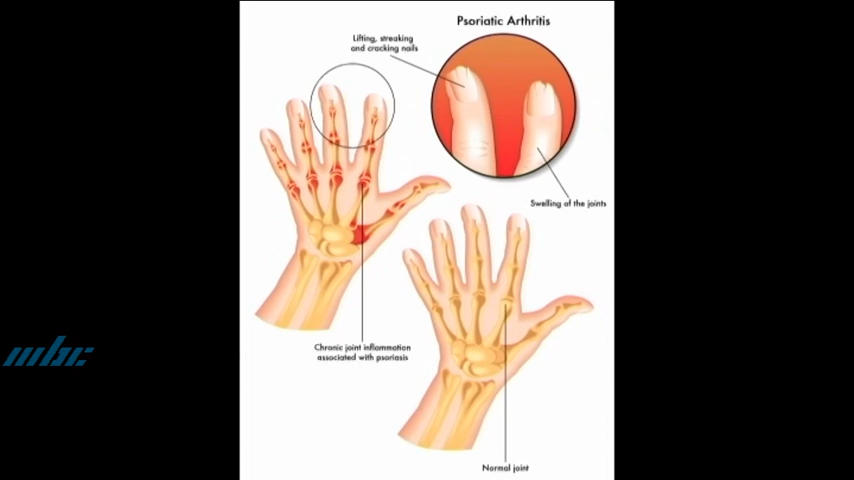 Psoriatic Arthritis
Lifting, streaking
and cracking nails
Swelling of the joints
mbc
Chronic joint inflammation
associated with psoriasis
Normal joint